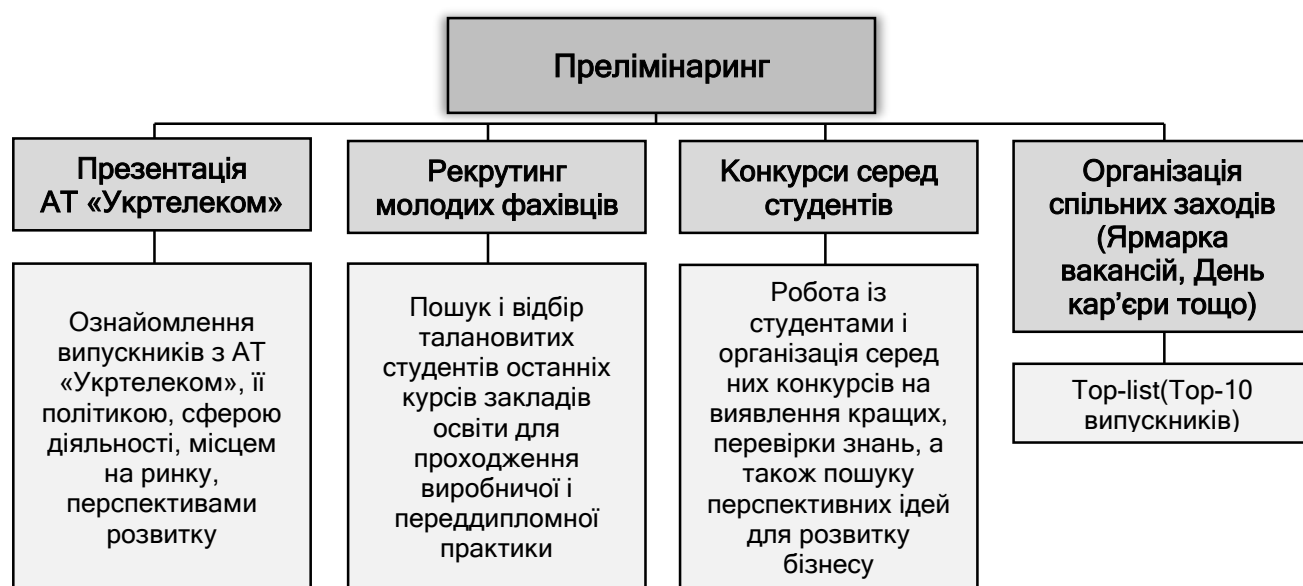 Прелімінаринг
Презентація
АТ «Укртелеком»
Ознайомлення
випускників з АТ
«Укртелеком», її
політикою, сферою
діяльності, місцем
на ринку,
перспективами
розвитку
Рекрутинг
молодих фахівців
Пошук і відбір
талановитих
студентів останніх
курсів закладів
освіти для
проходження
виробничої і
переддипломної
практики
Конкурси серед
студентів
Робота із
студентами і
організація серед
них конкурсів на
виявлення кращих,
перевірки знань, а
також пошуку
перспективних ідей
для розвитку
бізнесу
Організація
спільних заходів
(Ярмарка
вакансій, День
кар’єри тощо)
Top-list(Top-10
випускників)